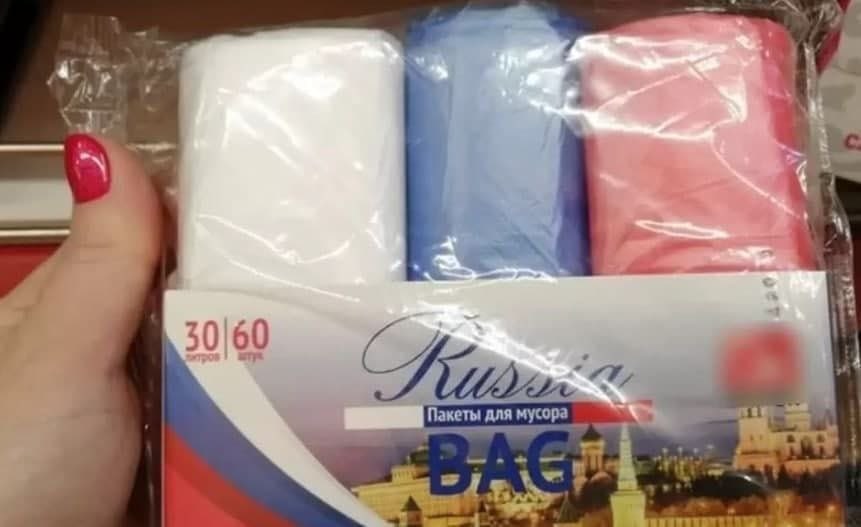 30|60
литров штук
Russia
Пакеты для мусора
BAG